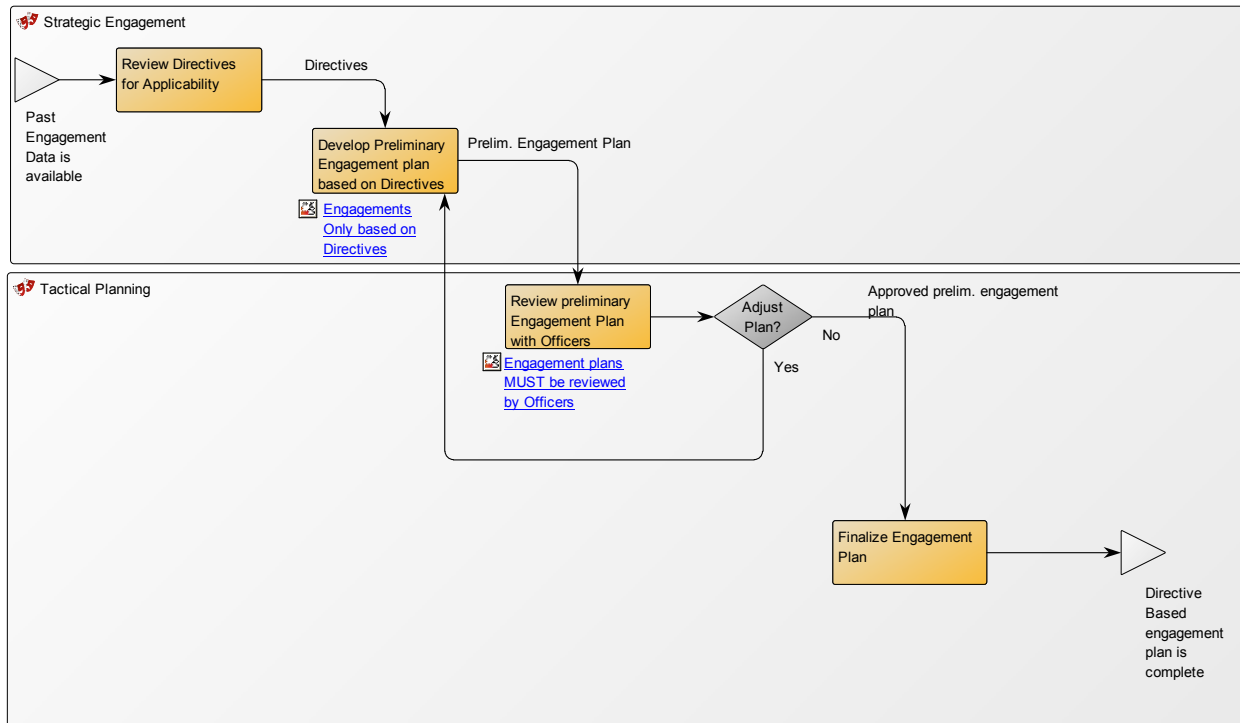 Strategic Engagement
Review Directives
for Applicability
Directives
Past
Engagement
Data is
available
Develop Preliminary
Engagement plan
based on Directives
Prelim. Engagement Plan
Engagements
Only based on
Directives
Tactical Planning
Review preliminary
Engagement Plan
with Officers
Engagement plans
MUST be reviewed
by Officers
Adjust
Plan?
Approved prelim. engagement
plan
No
Yes
Finalize Engagement
Plan
Directive
Based
engagement
plan is
complete